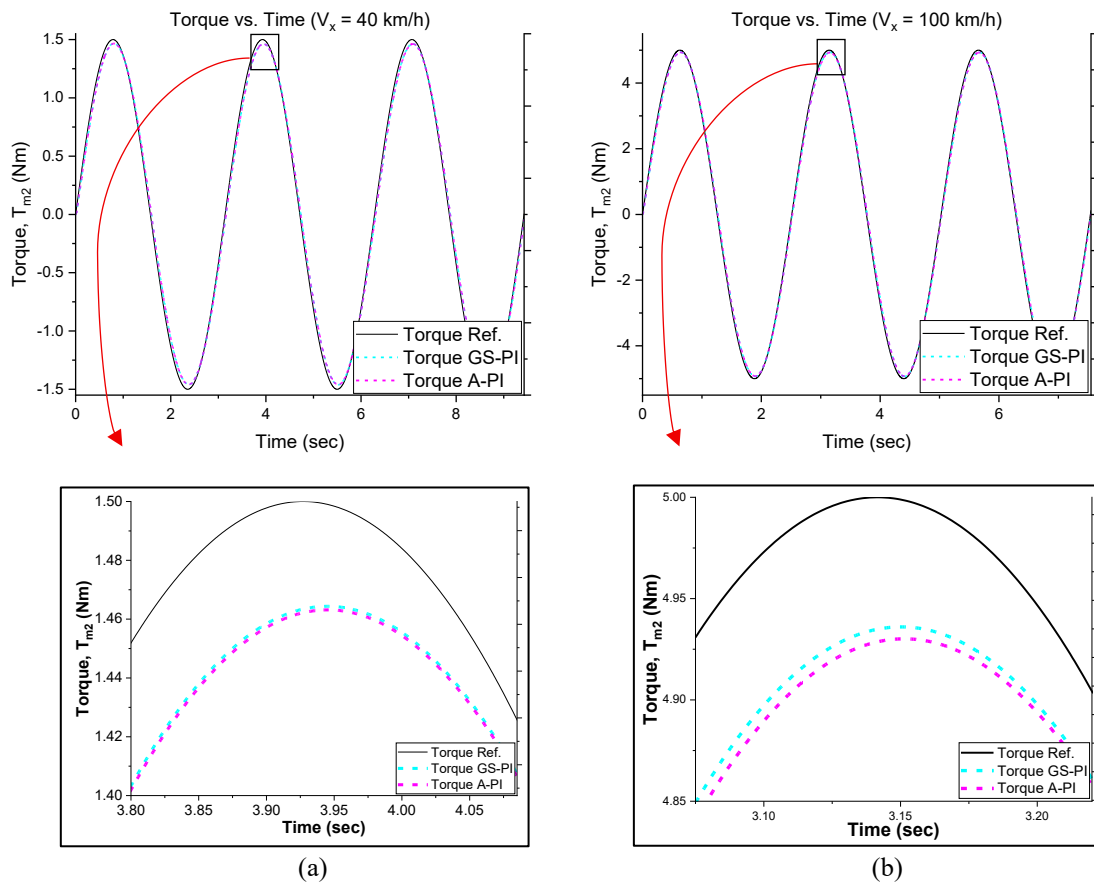 Torque vs. Time (Vₓ = 40 km/h)
1.5
1.0
0.5
0.0
-0.5
-1.0
-1.5
Torque, Tm2 (Nm)
Torque Ref.
Torque GS-PI
Torque A-PI
0 2 4 6 8
Time (sec)
Torque vs. Time (Vₓ = 100 km/h)
4
2
0
-2
-4
Torque, Tm2 (Nm)
Torque Ref.
Torque GS-PI
Torque A-PI
0 2 4 6
Time (sec)
1.50
1.48
1.46
1.44
1.42
1.40
Torque, Tm2 (Nm)
Torque Ref.
Torque GS-PI
Torque A-PI
3.80 3.85 3.90 3.95 4.00 4.05
Time (sec)
(a)
5.00
4.95
4.90
4.85
Torque, Tm2 (Nm)
Torque Ref.
Torque GS-PI
Torque A-PI
3.10 3.15 3.20
Time (sec)
(b)